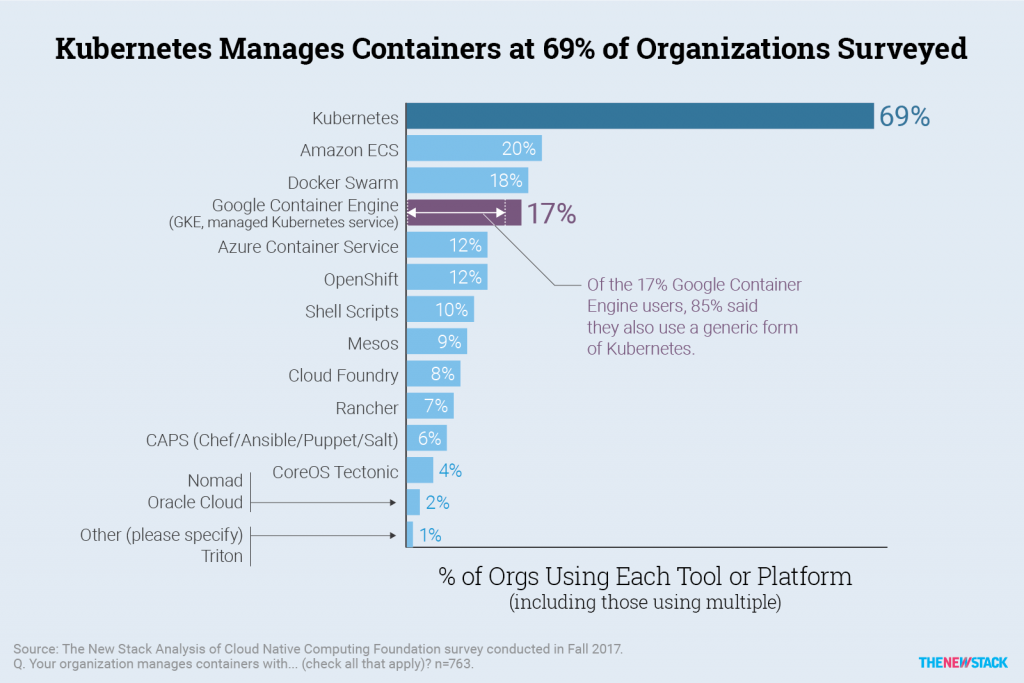 Kubernetes Manages Containers at 69% of Organizations Surveyed
Kubernetes 69%
Amazon ECS 20%
Docker Swarm 18%
Google Container Engine
(GKE, managed Kubernetes service) 17%
Azure Container Service 12%
OpenShift 12%
Of the 17% Google Container
Engine users, 85% said
they also use a generic form
of Kubernetes.
Shell Scripts 10%
Mesos 9%
Cloud Foundry 8%
Rancher 7%
CAPS (Chef/Ansible/Puppet/Salt) 6%
CoreOS Tectonic 4%
Nomad
Oracle Cloud 2%
Other (please specify) 1%
Triton
% of Orgs Using Each Tool or Platform
(including those using multiple)
Source: The New Stack Analysis of Cloud Native Computing Foundation survey conducted in Fall 2017.
Q. Your organization manages containers with... (check all that apply)? n=763.
THENEWSTACK